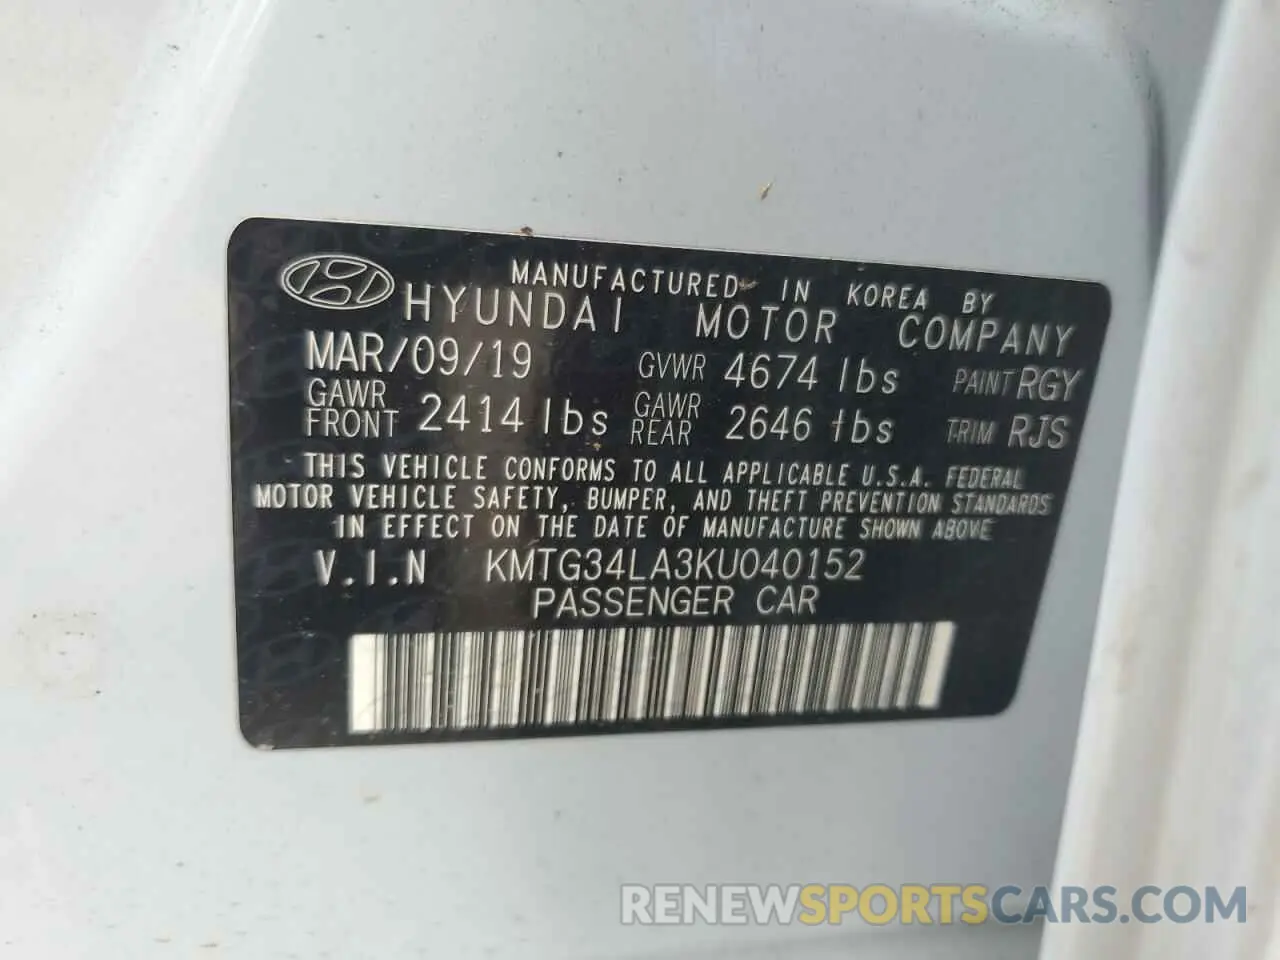 MANUFACTURED IN KOREA BY
HYUNDAI MOTOR COMPANY
MAR/09/19 GVWR 4674 lbs PAINT RGY
GAWR FRONT 2414 lbs GAWR REAR 2646 lbs TRIM RJS
THIS VEHICLE CONFORMS TO ALL APPLICABLE U.S.A. FEDERAL
MOTOR VEHICLE SAFETY, BUMPER, AND THEFT PREVENTION STANDARDS
IN EFFECT ON THE DATE OF MANUFACTURE SHOWN ABOVE
V.I.N KMTG34LA3KU040152
PASSENGER CAR
RENEWSPORTSCARS.COM